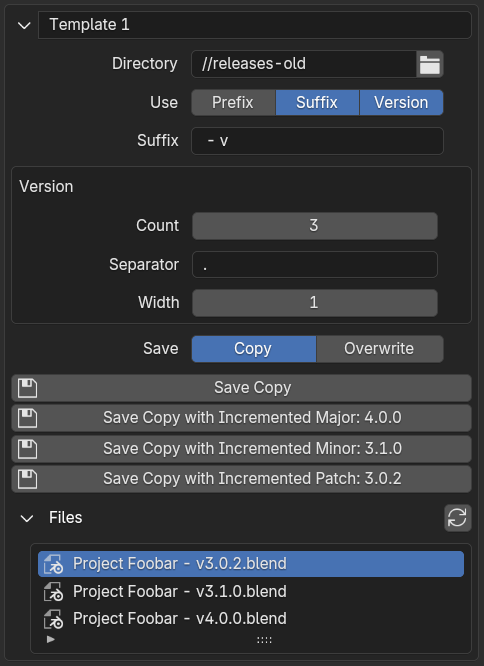 Template 1
Directory //releases-old
Use Prefix Suffix Version
Suffix - v
Version
Count 3
Separator .
Width 1
Save Copy Overwrite
Save Copy
Save Copy with Incremented Major: 4.0.0
Save Copy with Incremented Minor: 3.1.0
Save Copy with Incremented Patch: 3.0.2
Files
Project Foobar - v3.0.2.blend
Project Foobar - v3.1.0.blend
Project Foobar - v4.0.0.blend